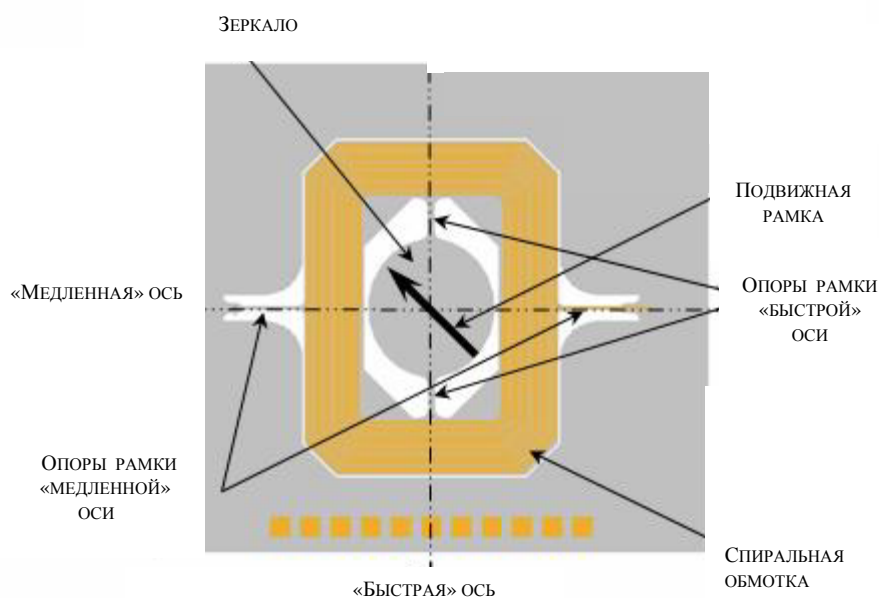 ЗЕРКАЛО
ПОДВИЖНАЯ
РАМКА
«МЕДЛЕННАЯ» ОСЬ
ОПОРЫ РАМКИ
«БЫСТРОЙ»
ОСИ
ОПОРЫ РАМКИ
«МЕДЛЕННОЙ»
ОСИ
СПИРАЛЬНАЯ
ОБМОТКА
«БЫСТРАЯ» ОСЬ